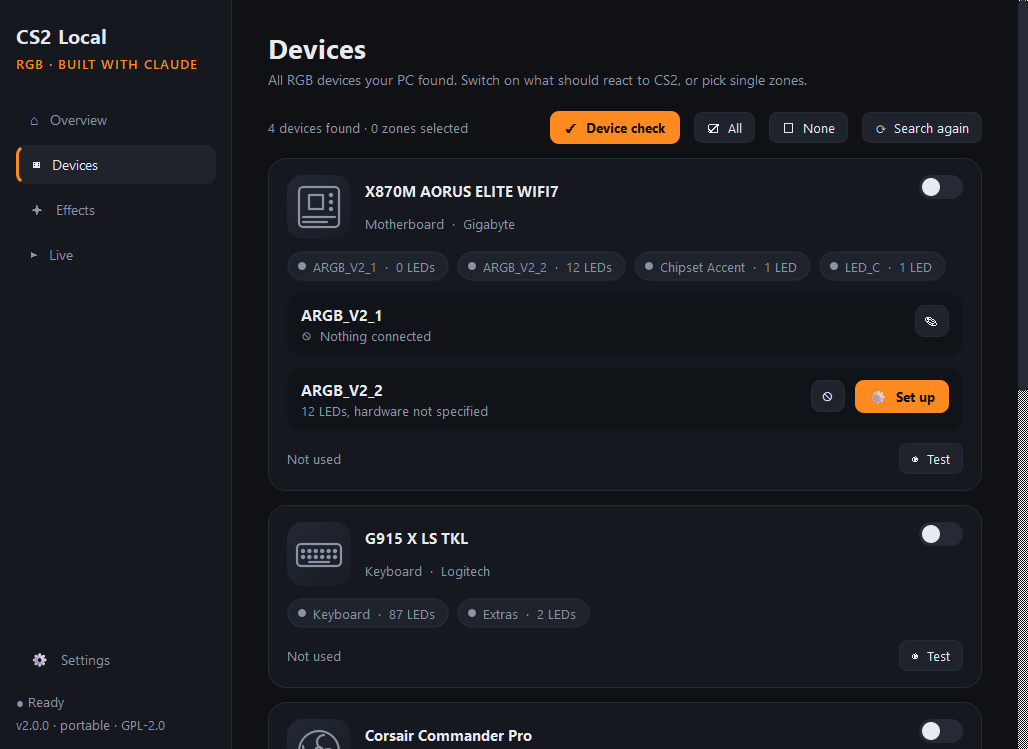 CS2 Local
RGB · BUILT WITH CLAUDE
Overview
Devices
Effects
Live
Settings
Ready
v2.0.0 · portable · GPL-2.0
Devices
All RGB devices your PC found. Switch on what should react to CS2, or pick single zones.
4 devices found · 0 zones selected
Device check
All
None
Search again
X870M AORUS ELITE WIFI7
Motherboard · Gigabyte
ARGB_V2_1 · 0 LEDs
ARGB_V2_2 · 12 LEDs
Chipset Accent · 1 LED
LED_C · 1 LED
ARGB_V2_1
Nothing connected
ARGB_V2_2
12 LEDs, hardware not specified
Set up
Not used
Test
G915 X LS TKL
Keyboard · Logitech
Keyboard · 87 LEDs
Extras · 2 LEDs
Not used
Test
Corsair Commander Pro